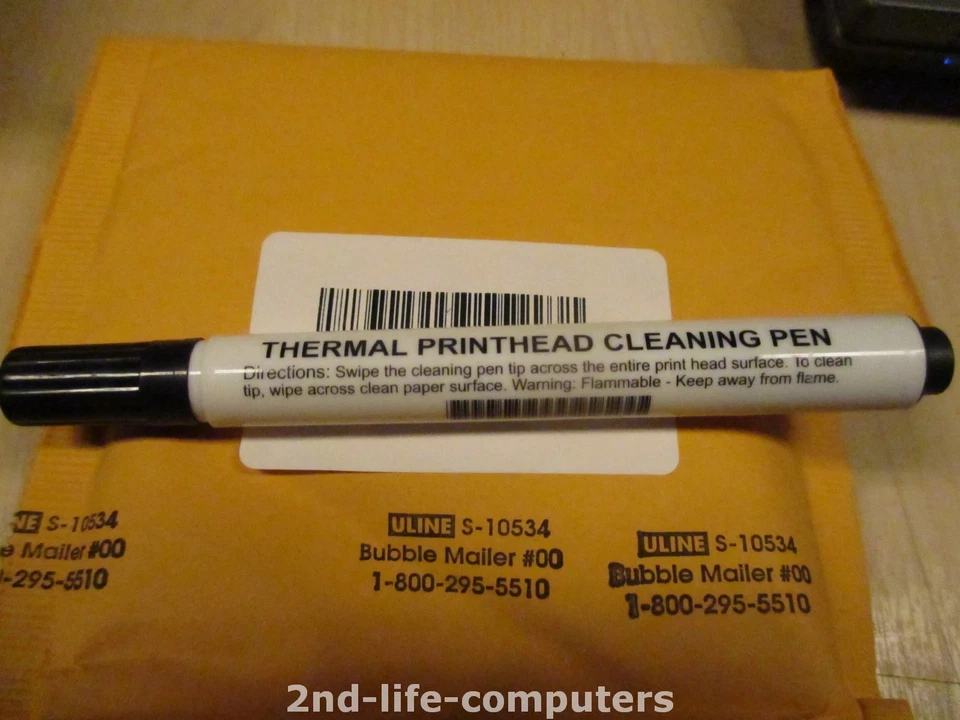 THERMAL PRINTHEAD CLEANING PEN
Directions: Swipe the cleaning pen tip across the entire print head surface. To clean
tip, wipe across clean paper surface. Warning: Flammable - Keep away from flame.
NE S-10534
e Mailer #00
-295-5510
ULINE S-10534
Bubble Mailer #00
1-800-295-5510
ULINE S-10534
Bubble Mailer #00
1-800-295-5510
2nd-life-computers